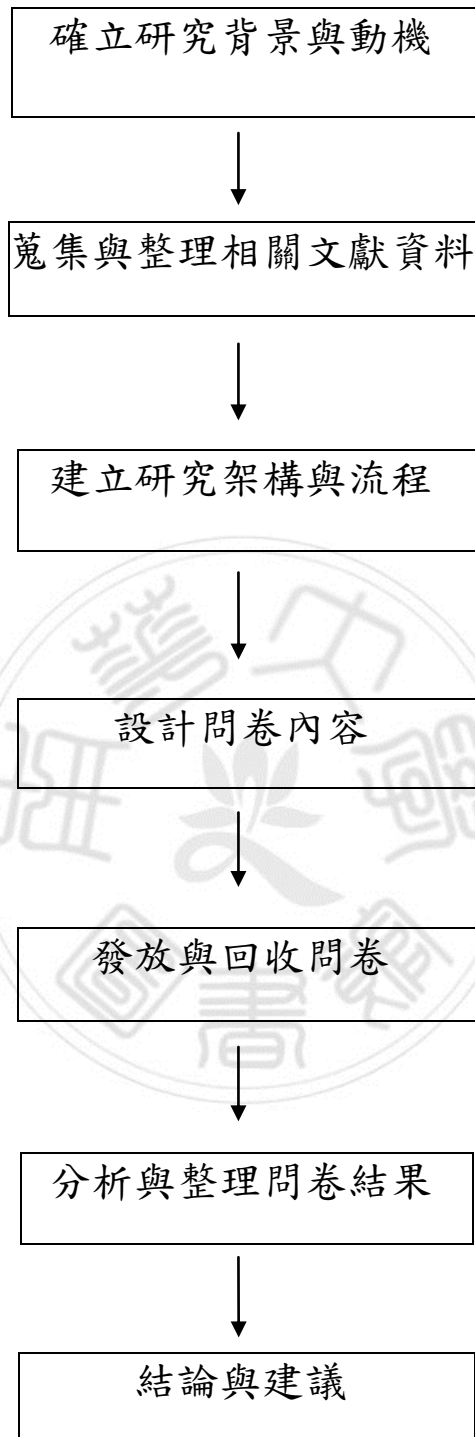 確立研究背景與動機
蒐集與整理相關文獻資料
建立研究架構與流程
設計問卷內容
發放與回收問卷
分析與整理問卷結果
結論與建議